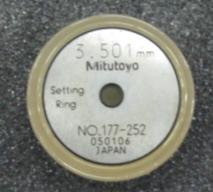 3.501mm
Mitutoyo
Setting
Ring
NO.177-252
050106
JAPAN